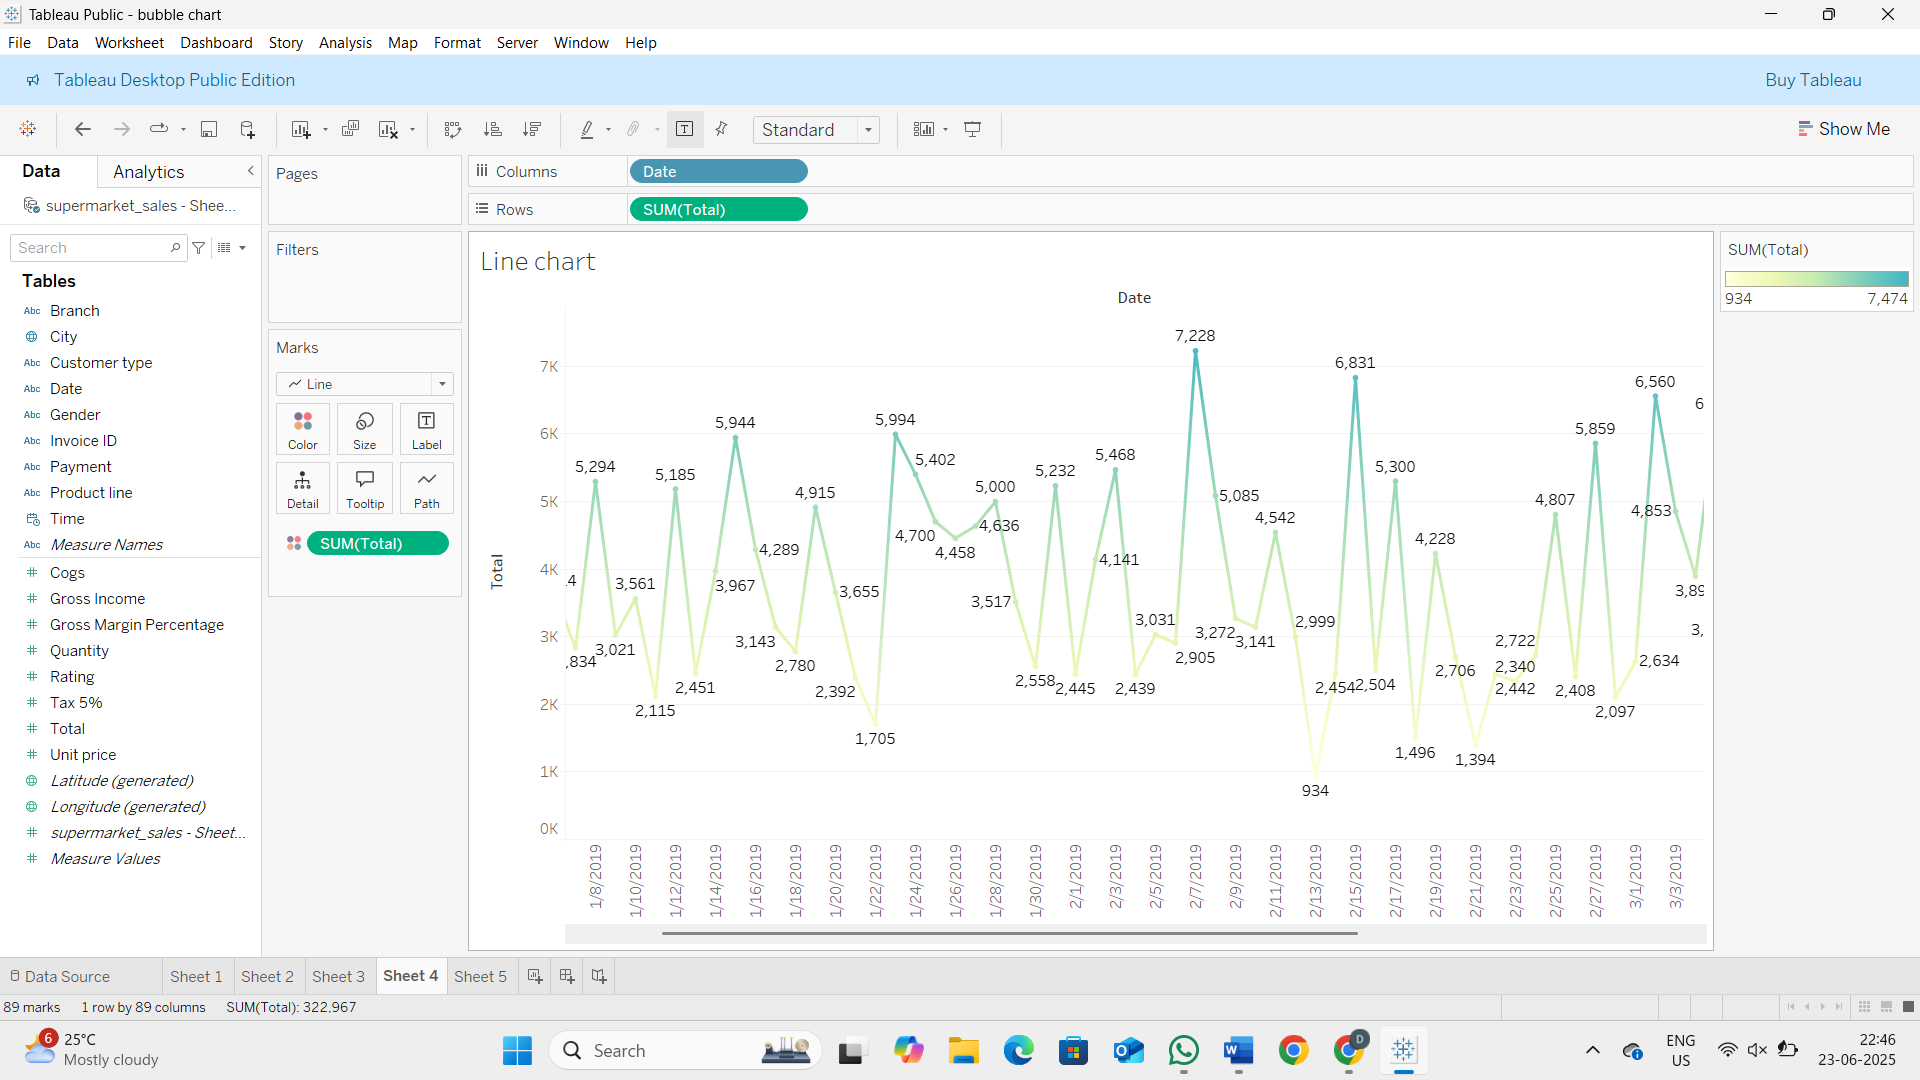 Tableau Public - bubble chart
File Data Worksheet Dashboard Story Analysis Map Format Server Window Help
Tableau Desktop Public Edition
Buy Tableau
Standard
Show Me
Data
Analytics
supermarket_sales - Shee...
Search
Tables
Abc Branch
City
Abc Customer type
Abc Date
Abc Gender
Abc Invoice ID
Abc Payment
Abc Product line
Time
Abc Measure Names
# Cogs
# Gross Income
# Gross Margin Percentage
# Quantity
# Rating
# Tax 5%
# Total
# Unit price
Latitude (generated)
Longitude (generated)
# supermarket_sales - Sheet...
# Measure Values
Pages
Filters
Marks
Line
Color Size Label
Detail Tooltip Path
SUM(Total)
Columns Date
Rows SUM(Total)
Line chart
Date
Total
7K
6K
5K
4K
3K
2K
1K
0K
7,228
6,831
6,560
6
5,944
5,994
5,859
5,294
5,185
5,402
5,232
5,468
5,300
4,915
5,000
5,085
4,807
4,853
4,700
4,636
4,542
4,289
4,458
4,141
4,228
.4
3,561
3,967
3,655
3,517
3,89
3,021
3,143
3,031
3,272
3,141
2,999
3,
,834
2,780
2,905
2,722
2,634
2,451
2,392
2,558
2,445
2,439
2,454
2,504
2,706
2,340
2,442
2,408
2,115
1,705
2,097
1,496
1,394
934
1/8/2019
1/10/2019
1/12/2019
1/14/2019
1/16/2019
1/18/2019
1/20/2019
1/22/2019
1/24/2019
1/26/2019
1/28/2019
1/30/2019
2/1/2019
2/3/2019
2/5/2019
2/7/2019
2/9/2019
2/11/2019
2/13/2019
2/15/2019
2/17/2019
2/19/2019
2/21/2019
2/23/2019
2/25/2019
2/27/2019
3/1/2019
3/3/2019
SUM(Total)
934 7,474
Data Source Sheet 1 Sheet 2 Sheet 3 Sheet 4 Sheet 5
89 marks 1 row by 89 columns SUM(Total): 322,967
6
25°C
Mostly cloudy
Search
D
ENG
US
22:46
23-06-2025